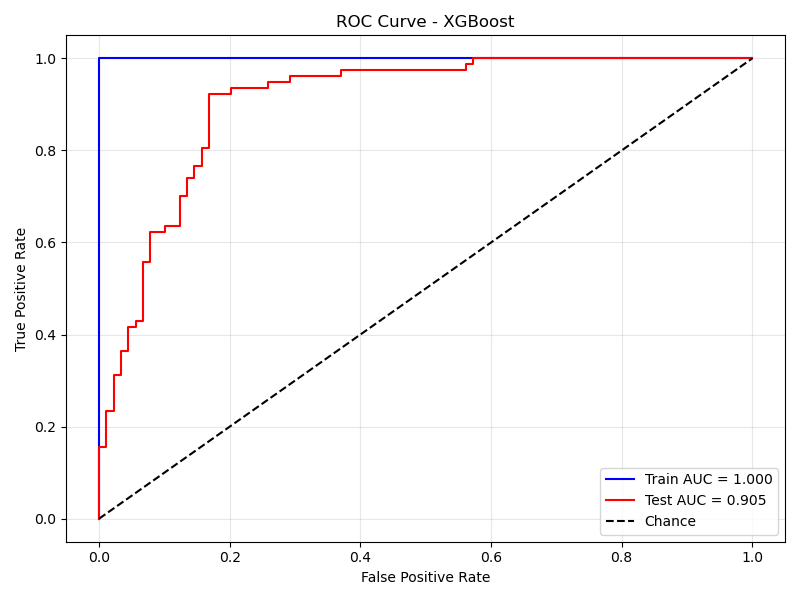 ROC Curve - XGBoost
True Positive Rate
1.0
0.8
0.6
0.4
0.2
0.0
0.0 0.2 0.4 0.6 0.8 1.0
False Positive Rate
Train AUC = 1.000
Test AUC = 0.905
Chance